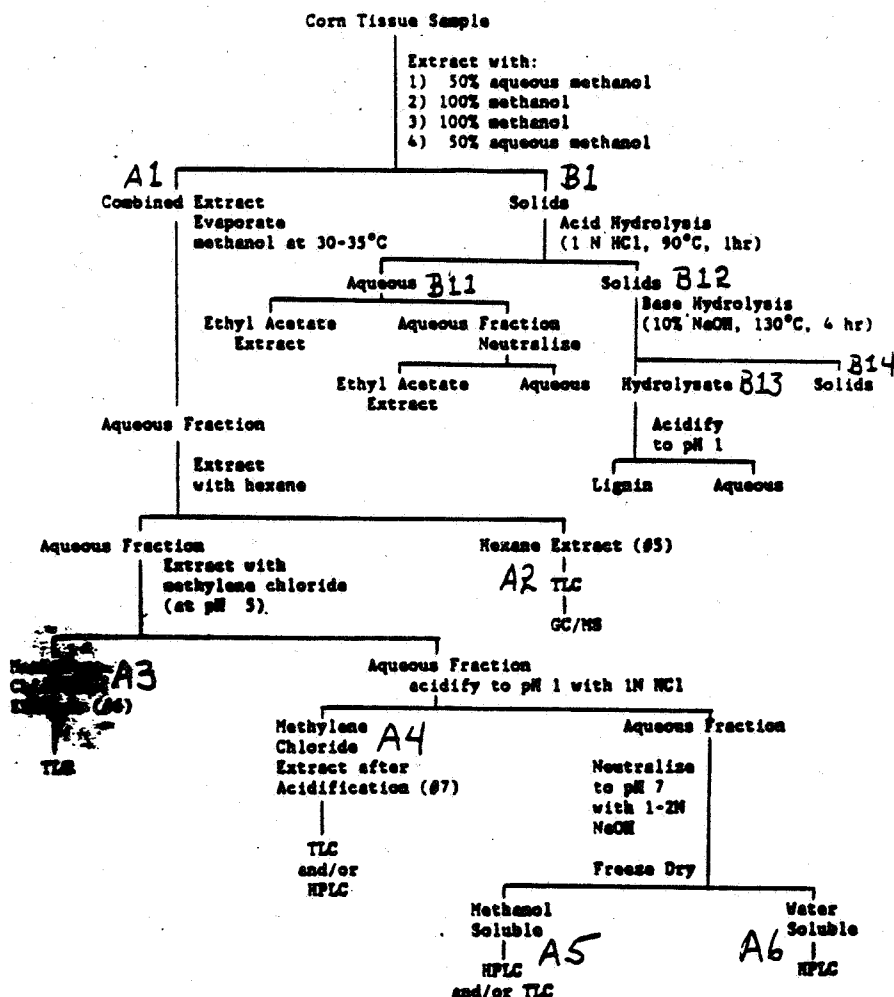 Corn Tissue Sample
Extract with:
1) 50% aqueous methanol
2) 100% methanol
3) 100% methanol
4) 50% aqueous methanol
A1
B1
Combined Extract
Evaporate
methanol at 30-35°C
Solids
Acid Hydrolysis
(1 N HCl, 90°C, 1hr)
Aqueous B11
Solids B12
Base Hydrolysis
(10% NaOH, 130°C, 4 hr)
Ethyl Acetate
Extract
Aqueous Fraction
Neutralize
Ethyl Acetate
Extract
Aqueous
Hydrolysate B13
B14
Solids
Acidify
to pH 1
Lignin
Aqueous
Aqueous Fraction
Extract
with hexane
Aqueous Fraction
Extract with
methylene chloride
(at pH 5)
Hexane Extract (#5)
A2 TLC
GC/MS
A3
(#6)
Aqueous Fraction
acidify to pH 1 with 1N HCl
Methylene
Chloride A4
Extract after
Acidification (#7)
TLC
and/or
HPLC
Aqueous Fraction
Neutralize
to pH 7
with 1-2N
NaOH
Freeze Dry
Methanol
Soluble
A5
HPLC
and/or TLC
Water
Soluble
A6
HPLC